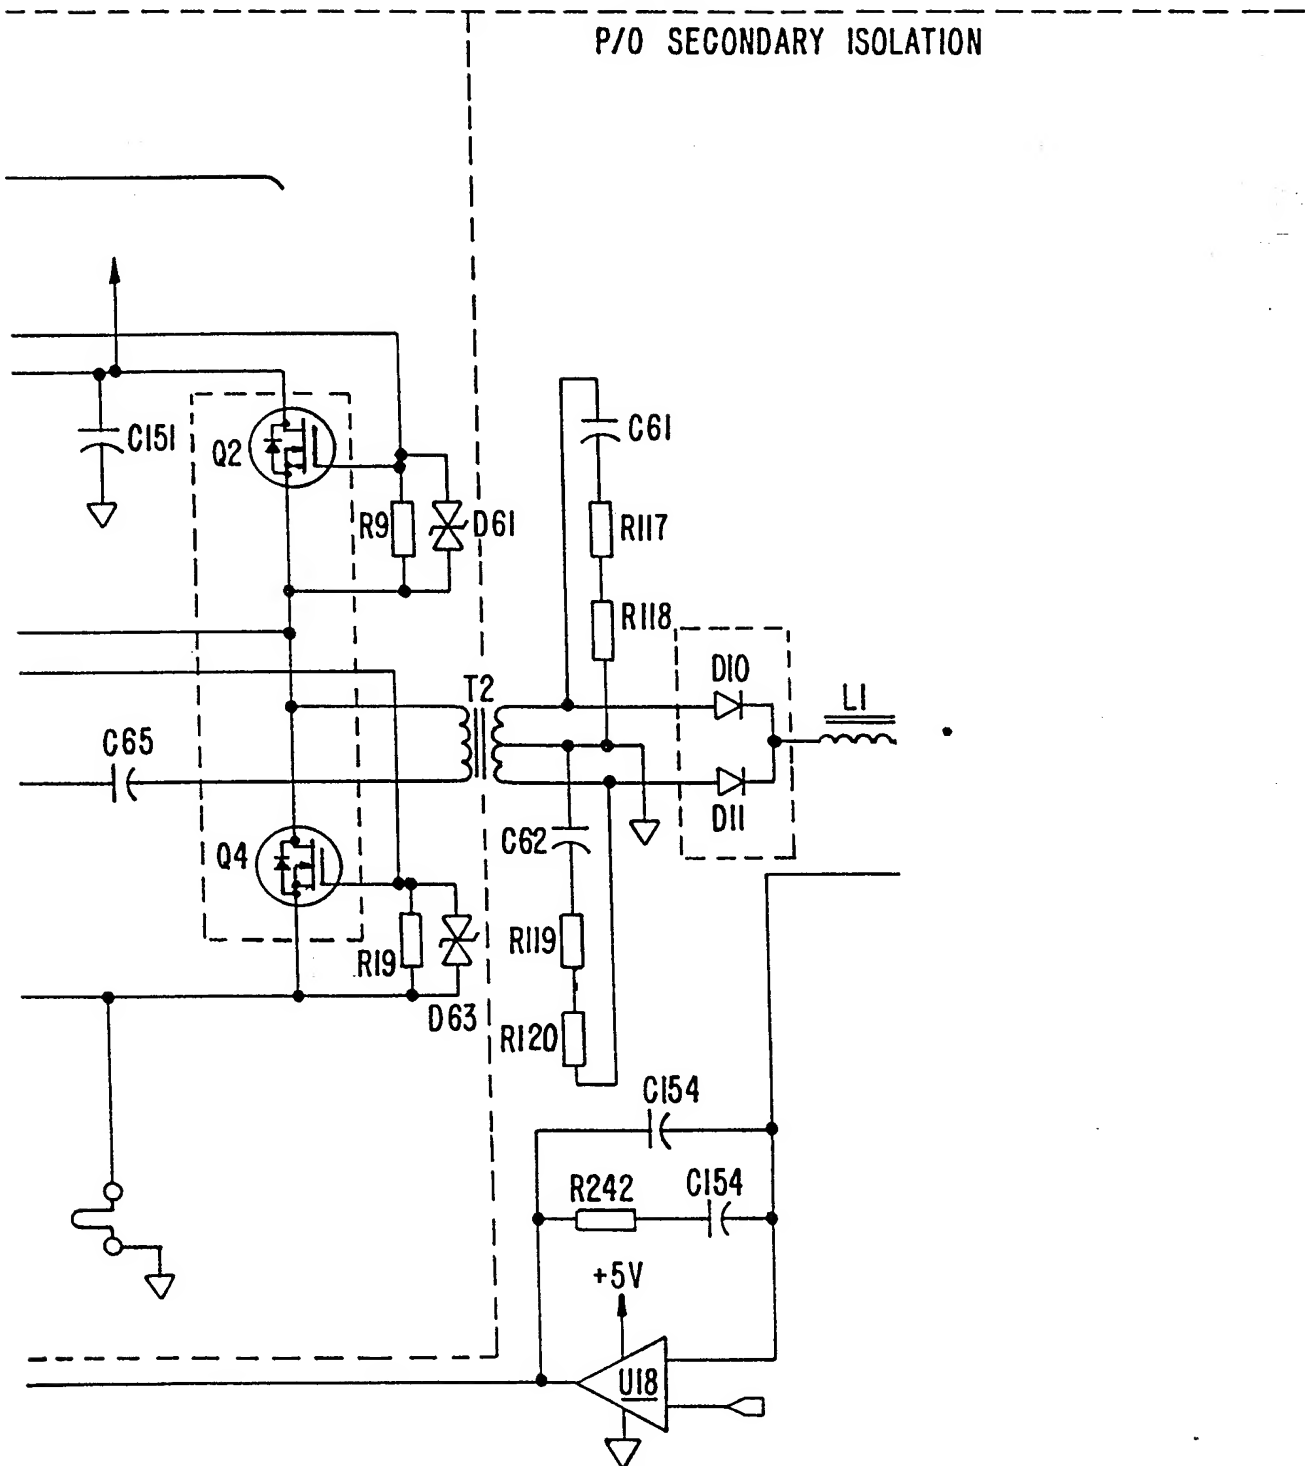 P/O SECONDARY ISOLATION
C151
Q2
R9
D61
C61
R117
R118
D10
L1
T2
C65
D11
C62
Q4
R119
R19
D63
R120
C154
R242
C154
+5V
U18